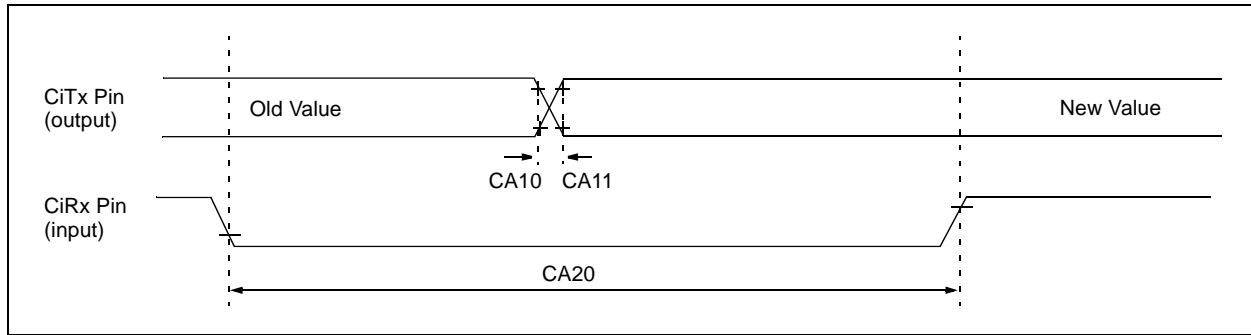 CiTx Pin
(output)
Old Value
New Value
CA10 CA11
CiRx Pin
(input)
CA20